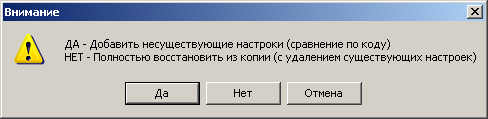 Внимание
ДА - Добавить несуществующие настроки (сравнение по коду)
НЕТ - Полностью восстановить из копии (с удалением существующих настроек)
Да Нет Отмена